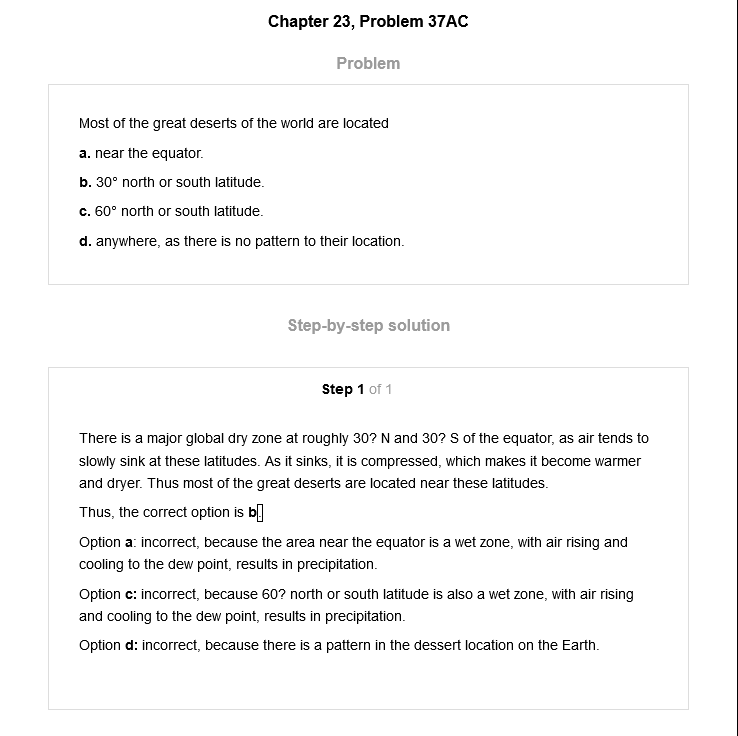 Chapter 23, Problem 37AC
Problem
Most of the great deserts of the world are located
a. near the equator.
b. 30° north or south latitude.
c. 60° north or south latitude.
d. anywhere, as there is no pattern to their location.
Step-by-step solution
Step 1 of 1
There is a major global dry zone at roughly 30? N and 30? S of the equator, as air tends to
slowly sink at these latitudes. As it sinks, it is compressed, which makes it become warmer
and dryer. Thus most of the great deserts are located near these latitudes.
Thus, the correct option is b.
Option a: incorrect, because the area near the equator is a wet zone, with air rising and
cooling to the dew point, results in precipitation.
Option c: incorrect, because 60? north or south latitude is also a wet zone, with air rising
and cooling to the dew point, results in precipitation.
Option d: incorrect, because there is a pattern in the dessert location on the Earth.